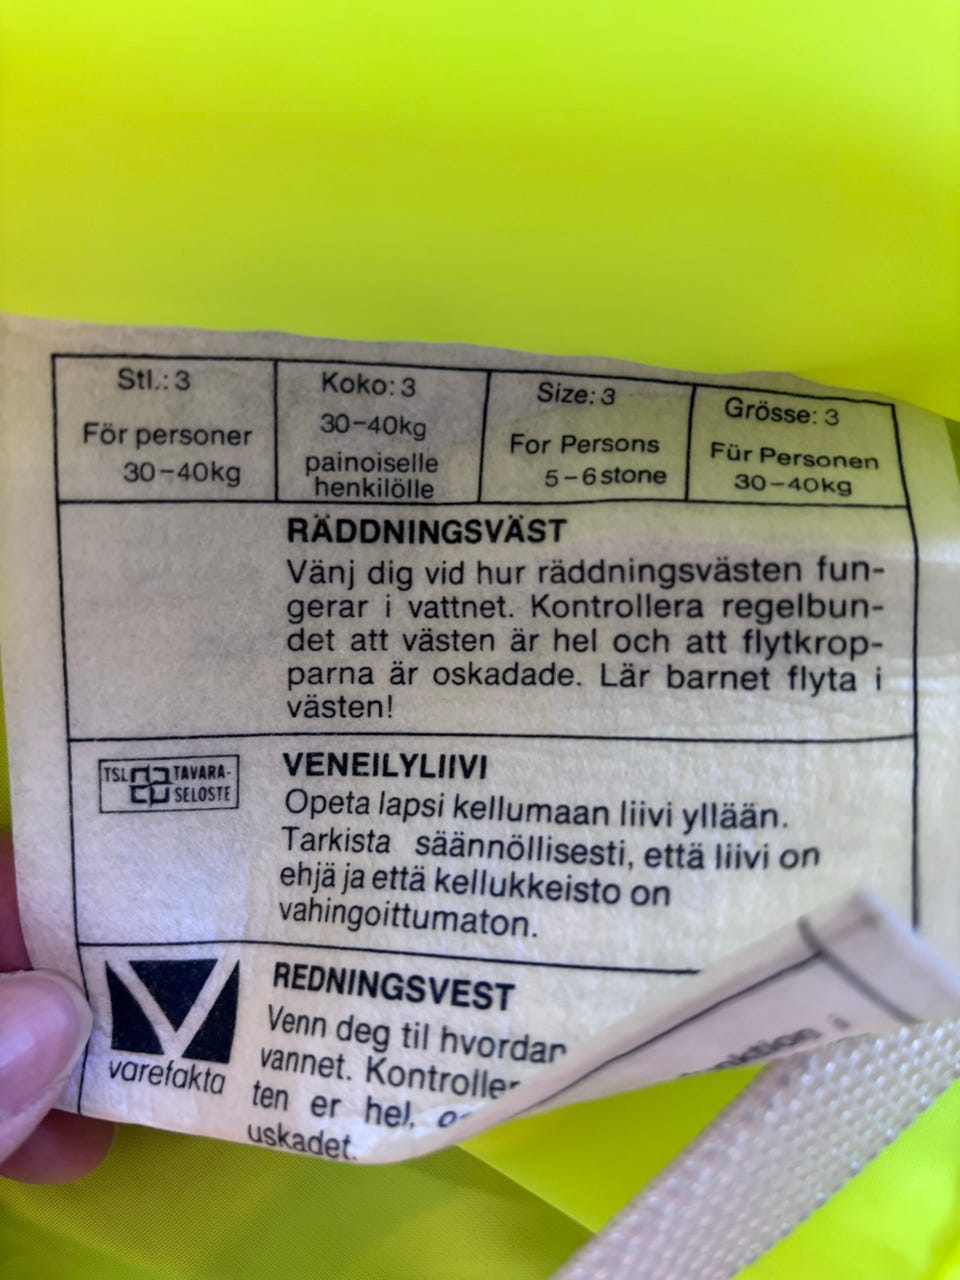 Stl.: 3
För personer
30-40kg
Koko: 3
30-40kg
painoiselle
henkilölle
Size: 3
For Persons
5-6 stone
Grösse: 3
Für Personen
30-40kg
RÄDDNINGSVÄST
Vänj dig vid hur räddningsvästen fun-
gerar i vattnet. Kontrollera regelbun-
det att västen är hel och att flytkrop-
parna är oskadade. Lär barnet flyta i
västen!
TSL TAVARA-
SELOSTE
VENEILYLIIVI
Opeta lapsi kellumaan liivi yllään.
Tarkista säännöllisesti, että liivi on
ehjä ja että kellukkeisto on
vahingoittumaton.
varefakta
REDNINGSVEST
Venn deg til hvordan
vannet. Kontroller
ten er hel,
uskadet.